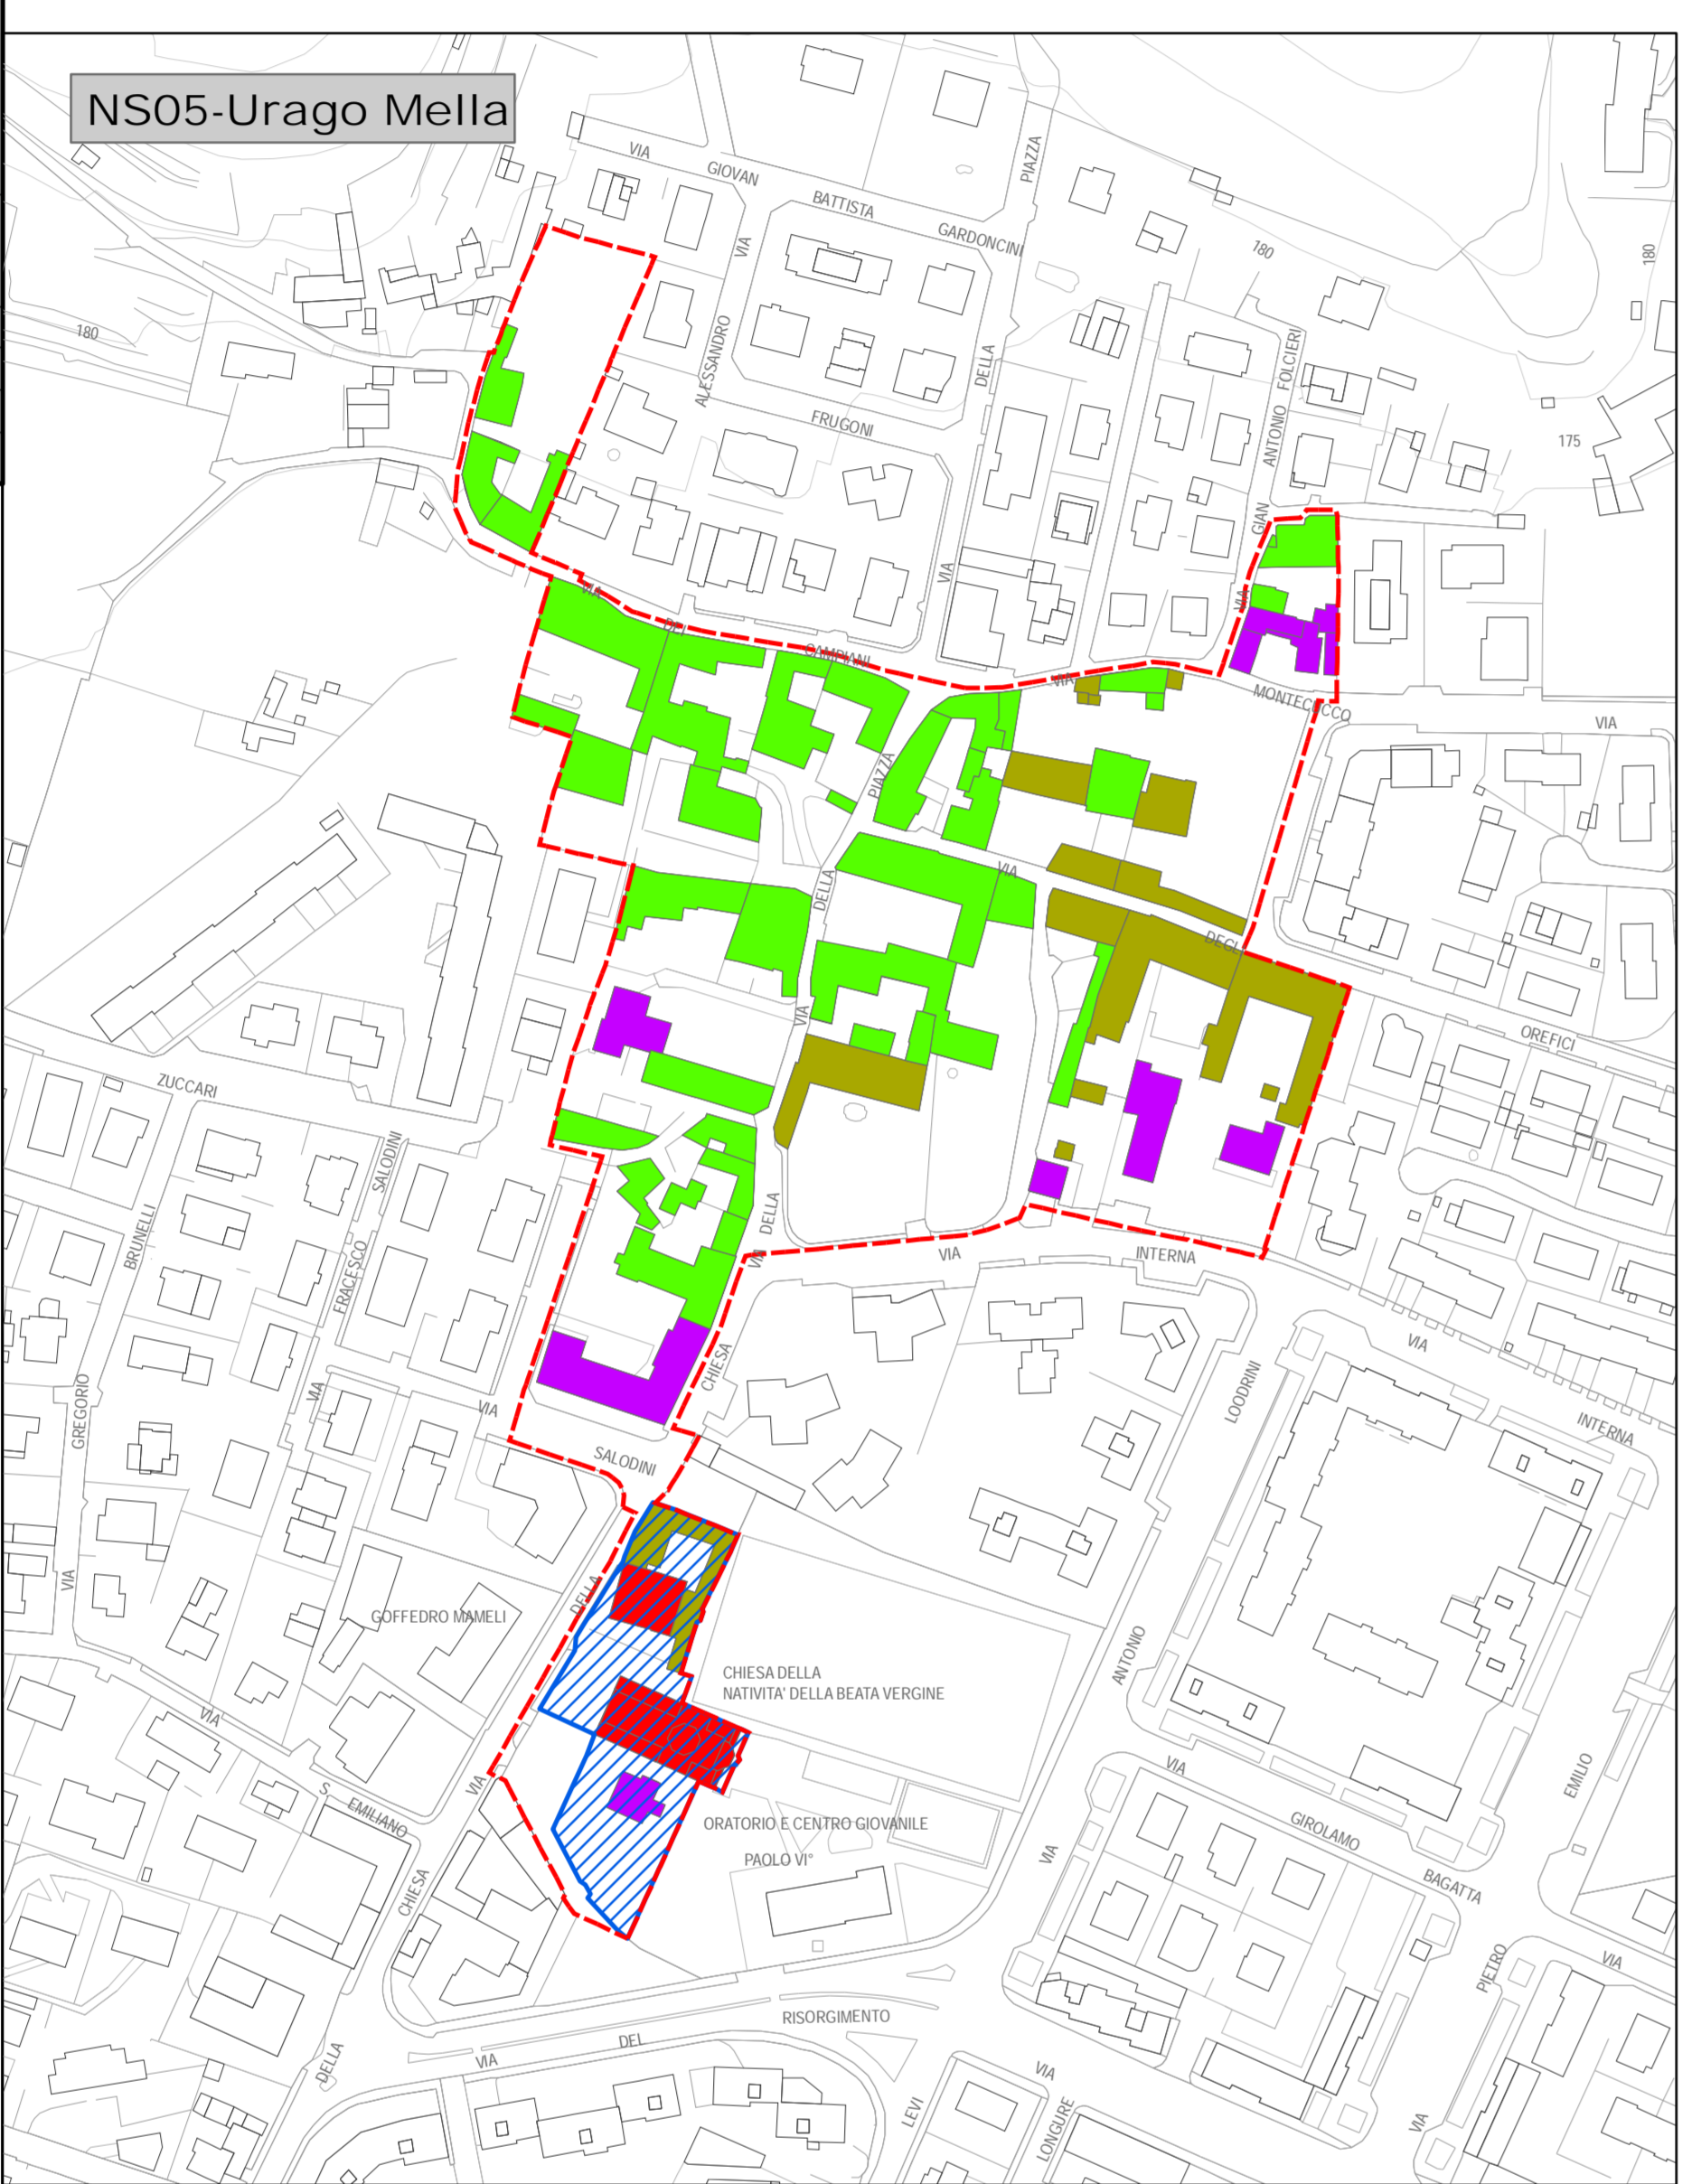 NS05-Urago Mella
VIA
GIOVAN
BATTISTA
GARDONCINI
PIAZZA
DELLA
VIA
180
180
180
175
VIA
ALESSANDRO
FRUGONI
VIA
GIAN
ANTONIO
FOLCIERI
VIA
DEI
CAMPIANI
VIA
MONTECUCCO
VIA
PIAZZA
DELLA
VIA
VIA
DEGL
OREFICI
ZUCCARI
SALODINI
FRACESCO
VIA
BRUNELLI
GREGORIO
VIA
VIA DELLA
CHIESA
VIA
INTERNA
VIA
INTERNA
VIA
SALODINI
LOODRINI
ANTONIO
VIA
GOFFEDRO MAMELI
DELLA
VIA
CHIESA
DELLA
CHIESA DELLA
NATIVITA' DELLA BEATA VERGINE
VIA
S.
EMILIANO
ORATORIO E CENTRO GIOVANILE
PAOLO VI°
VIA
GIROLAMO
BAGATTA
EMILIO
PIETRO
VIA
VIA
RISORGIMENTO
DEL
VIA
VIA
LEVI
LONGURE